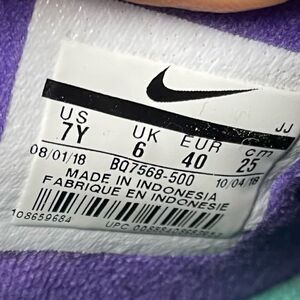 JJ
US UK EUR cm
7Y 6 40 25
08/01/18 BQ7568-500 10/04/18
MADE IN INDONESIA
FABRIQUE EN INDONESIE
108659684
UPC